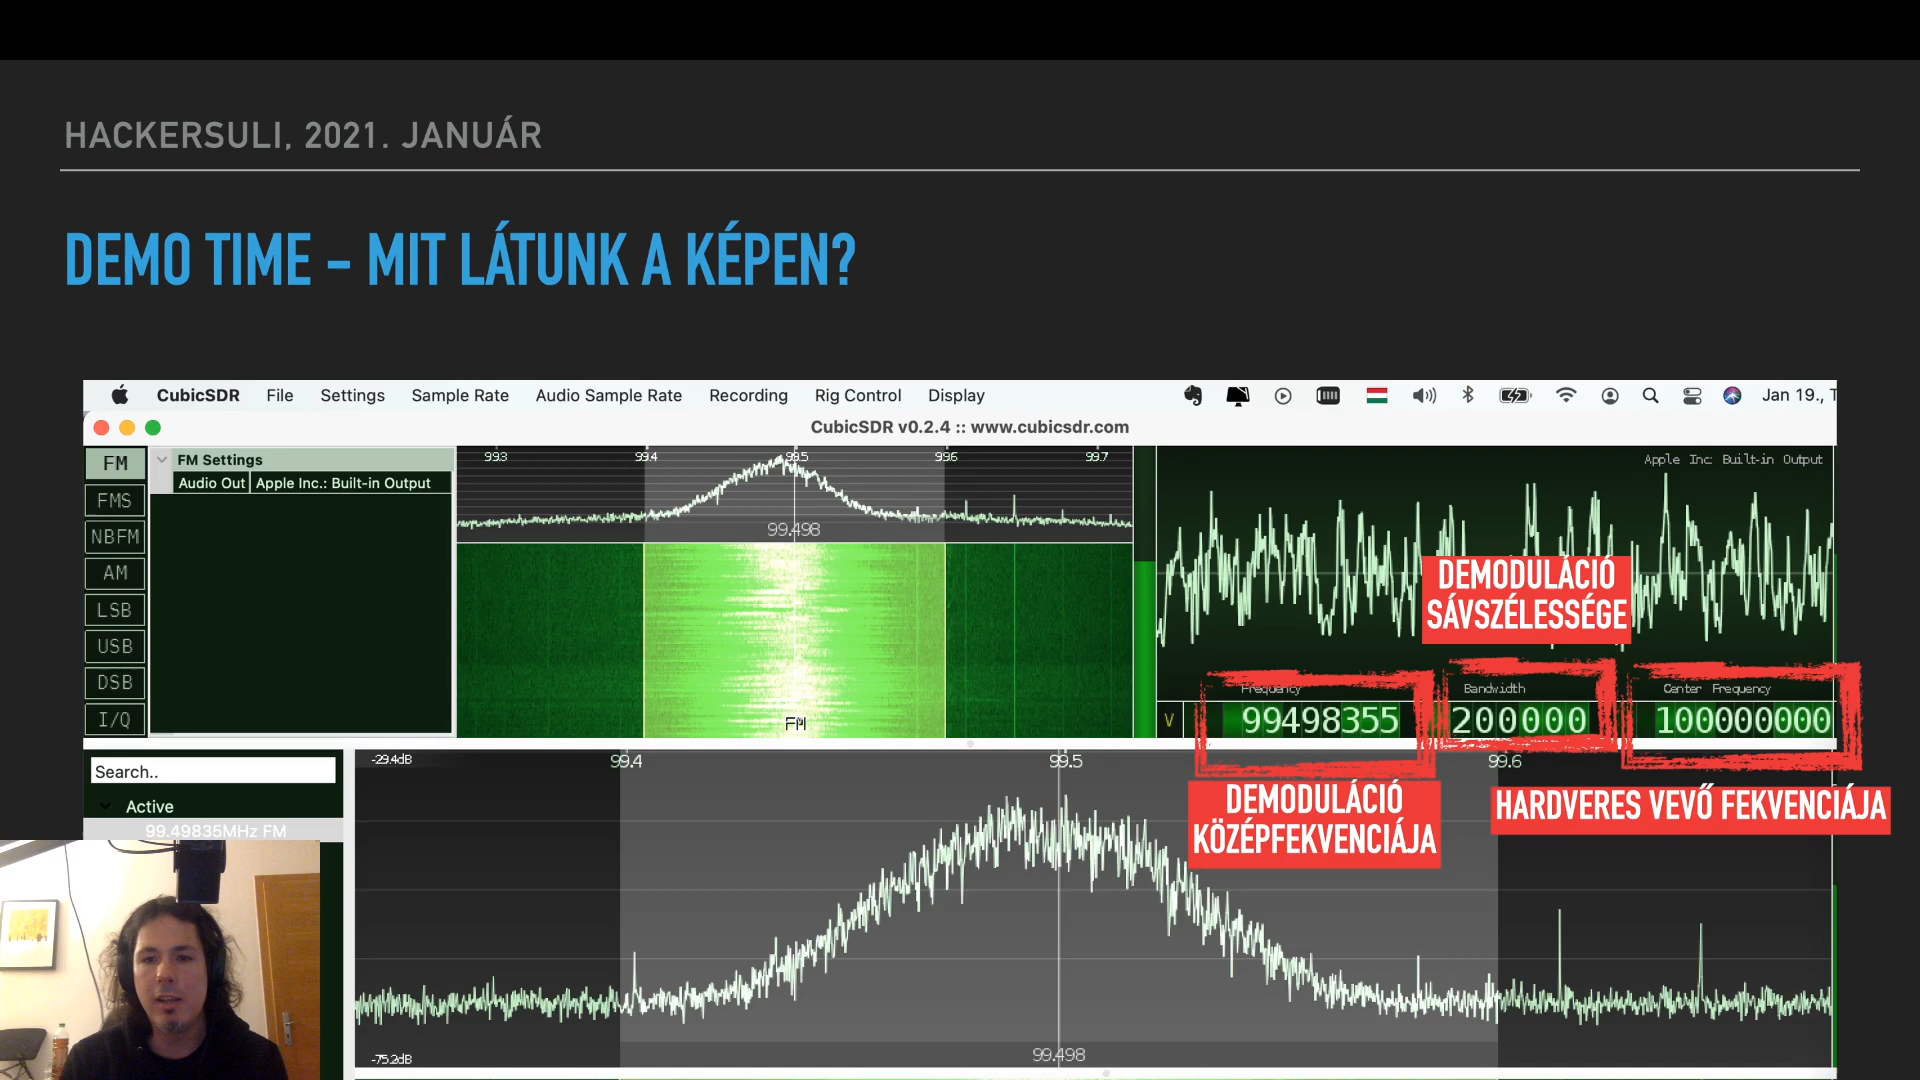 HACKERSULI, 2021. JANUÁR
DEMO TIME - MIT LÁTUNK A KÉPEN?
CubicSDR File Settings Sample Rate Audio Sample Rate Recording Rig Control Display Jan 19., T
CubicSDR v0.2.4 :: www.cubicsdr.com
FM
FMS
NBFM
AM
LSB
USB
DSB
I/Q
FM Settings
Audio Out Apple Inc.: Built-in Output
99.3 99.4 99.5 99.6 99.7
99.498
FM
Apple Inc: Built-in Output
DEMODULÁCIÓ
SÁVSZÉLESSÉGE
Frequency Bandwidth Center Frequency
V 99498355 200000 100000000
DEMODULÁCIÓ
KÖZÉPFEKVENCIÁJA
HARDVERES VEVŐ FEKVENCIÁJA
Search..
Active
99.49835MHz FM
-29.4dB 99.4 99.5 99.6
-75.2dB
99.498